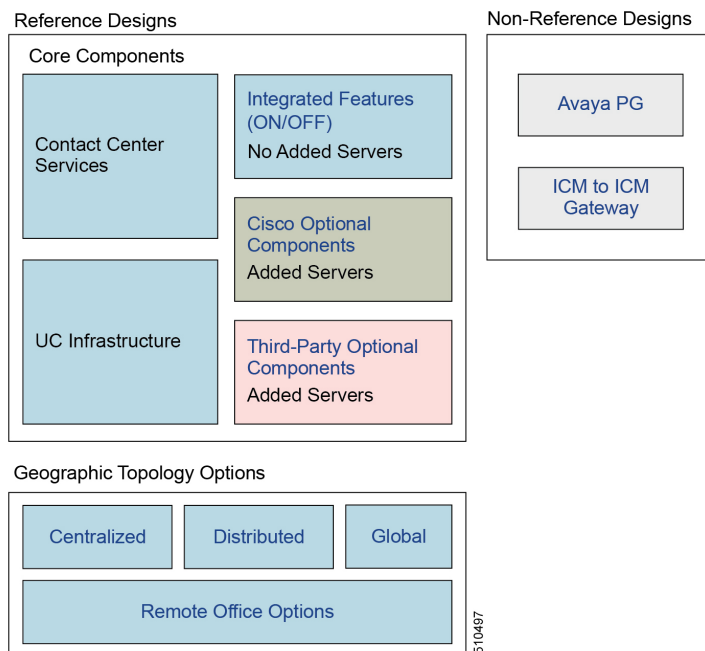 Reference Designs
Core Components
Contact Center
Services
UC Infrastructure
Integrated Features
(ON/OFF)
No Added Servers
Cisco Optional
Components
Added Servers
Third-Party Optional
Components
Added Servers
Non-Reference Designs
Avaya PG
ICM to ICM
Gateway
Geographic Topology Options
Centralized
Distributed
Global
Remote Office Options
510497